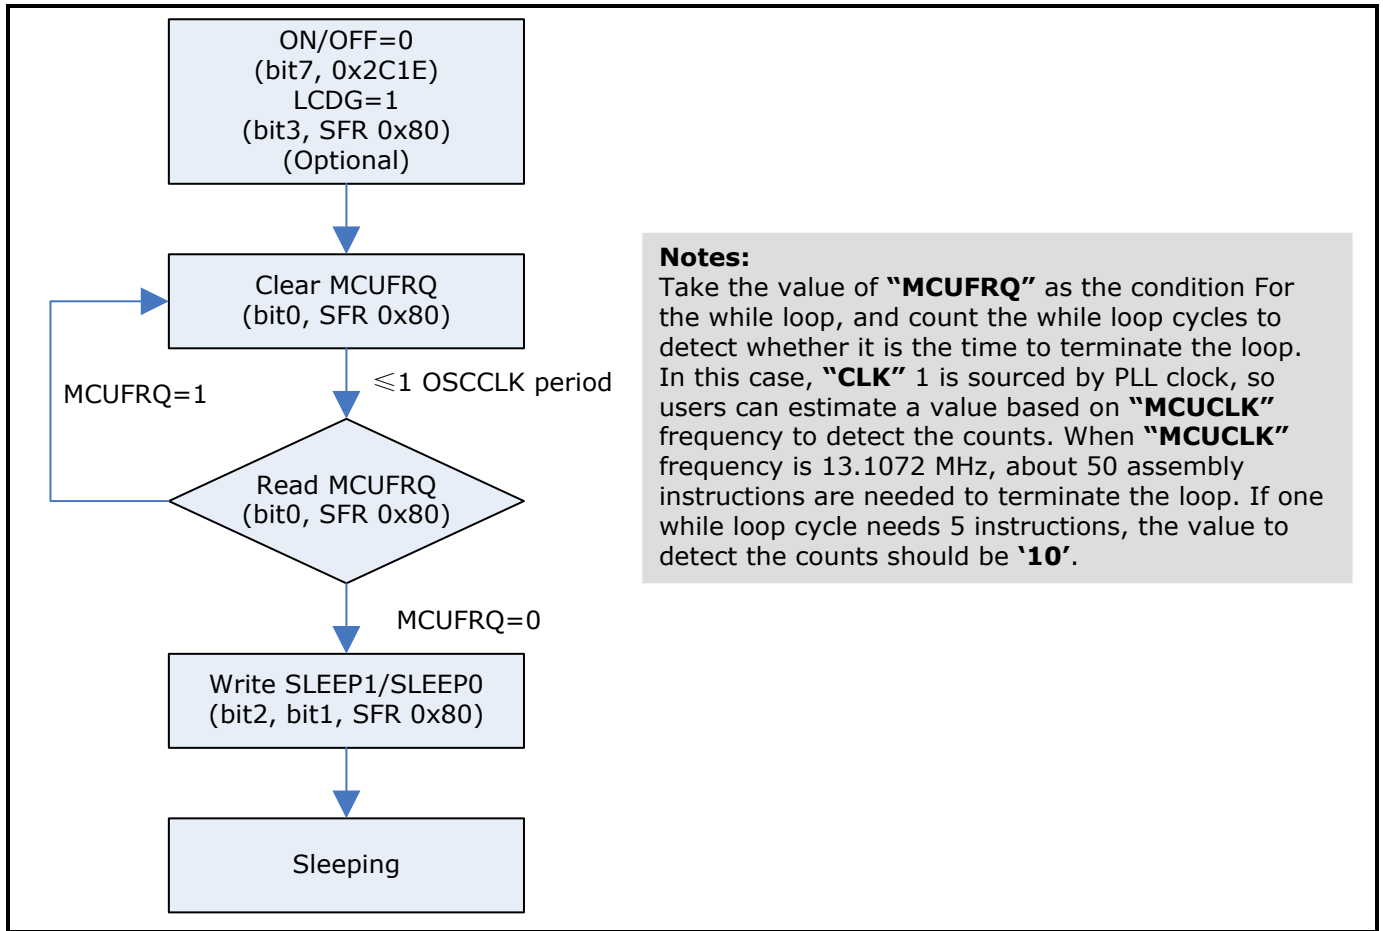 ON/OFF=0
(bit7, 0x2C1E)
LCDG=1
(bit3, SFR 0x80)
(Optional)
Clear MCUFRQ
(bit0, SFR 0x80)
MCUFRQ=1
≤1 OSCCLK period
Read MCUFRQ
(bit0, SFR 0x80)
MCUFRQ=0
Write SLEEP1/SLEEP0
(bit2, bit1, SFR 0x80)
Sleeping
Notes:
Take the value of “MCUFRQ” as the condition For
the while loop, and count the while loop cycles to
detect whether it is the time to terminate the loop.
In this case, “CLK” 1 is sourced by PLL clock, so
users can estimate a value based on “MCUCLK”
frequency to detect the counts. When “MCUCLK”
frequency is 13.1072 MHz, about 50 assembly
instructions are needed to terminate the loop. If one
while loop cycle needs 5 instructions, the value to
detect the counts should be ‘10’.